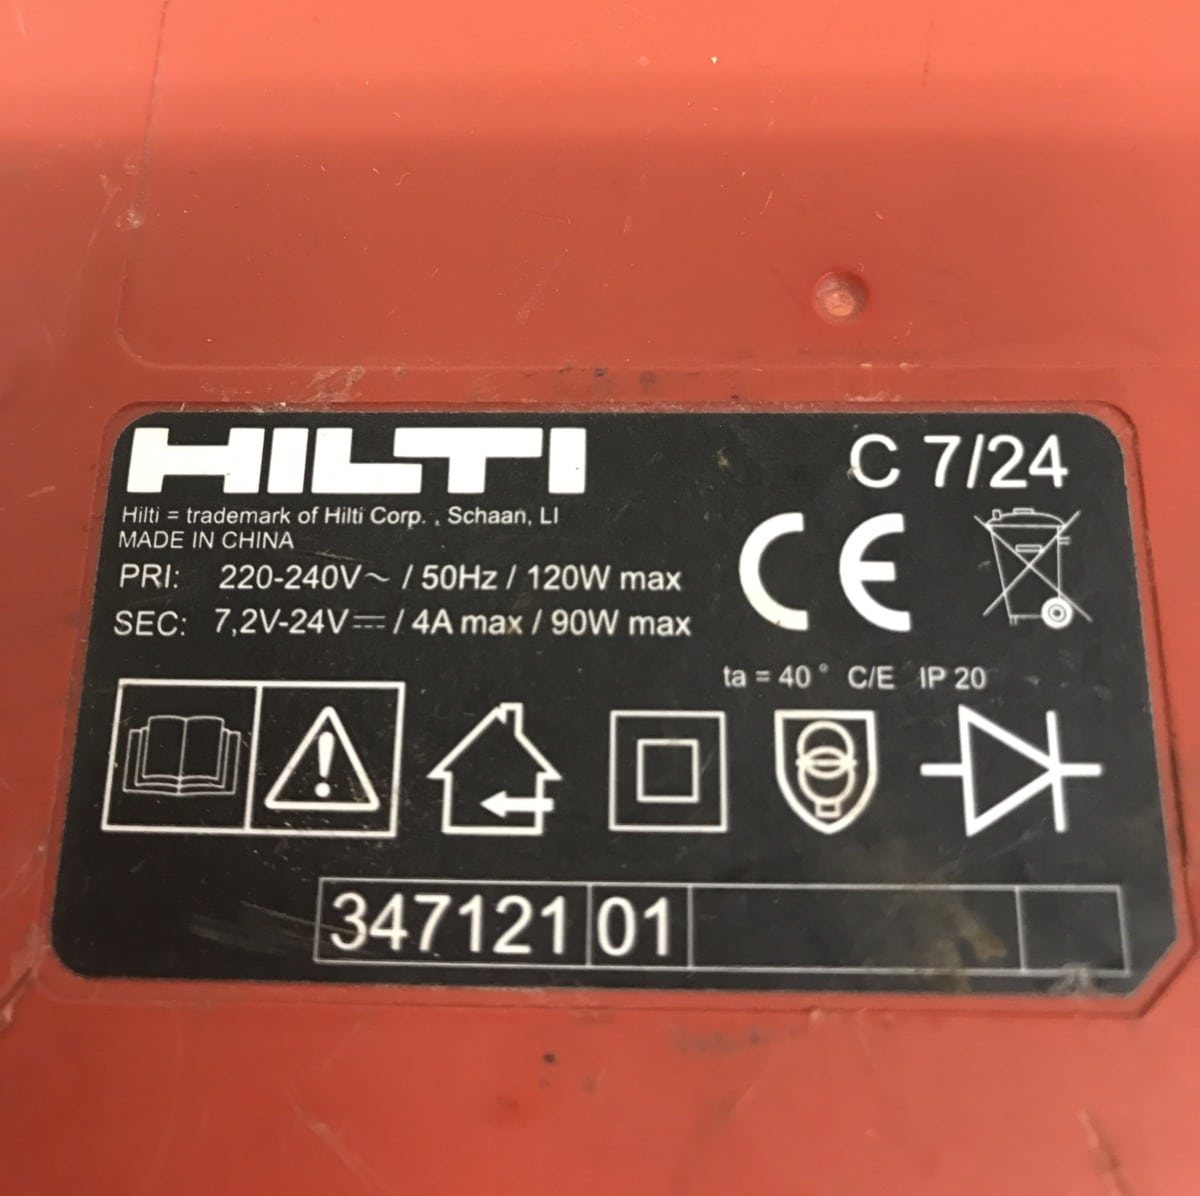 HILTI
C 7/24
Hilti = trademark of Hilti Corp. , Schaan, LI
MADE IN CHINA
PRI: 220-240V~ / 50Hz / 120W max
SEC: 7,2V-24V⎓ / 4A max / 90W max
CE
ta = 40° C/E IP 20
347121 01